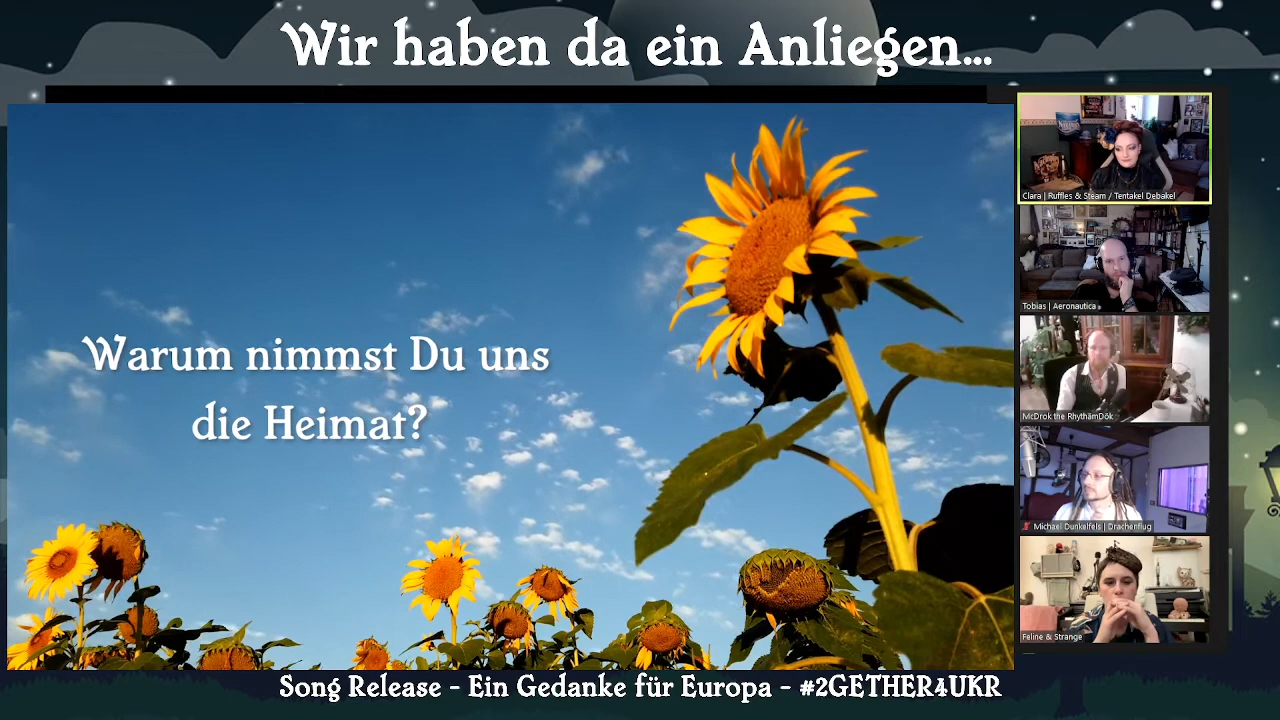 Wir haben da ein Anliegen...
Warum nimmst Du uns
die Heimat?
Clara | Ruffles & Steam / Tentakel Debakel
Tobias | Aeronautica
McDrok the RhythämDök
Michael Dunkelfels | Drachenflug
Feline & Strange
Song Release - Ein Gedanke für Europa - #2GETHER4UKR